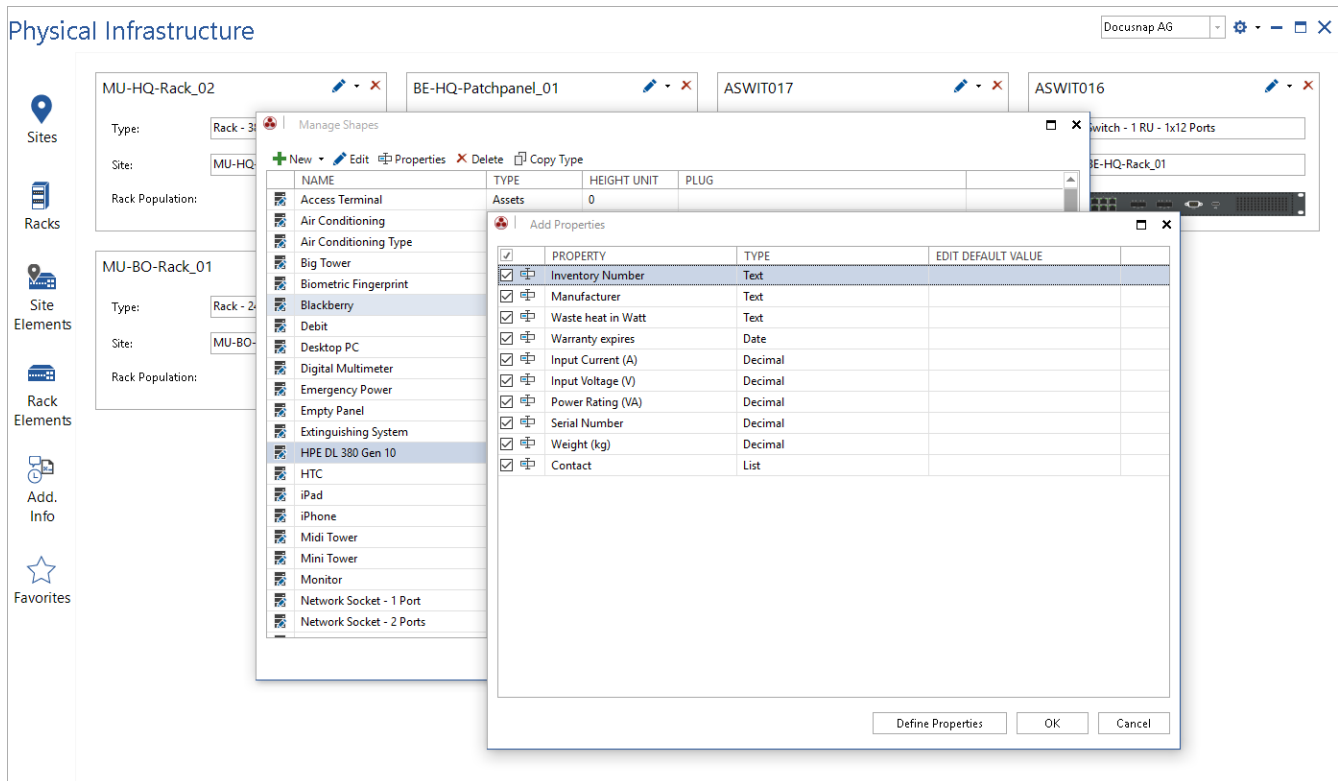 Physical Infrastructure
Docusnap AG
Sites
Racks
Site
Elements
Rack
Elements
Add.
Info
Favorites
MU-HQ-Rack_02
Type: Rack - 38
Site: MU-HQ-
Rack Population:
BE-HQ-Patchpanel_01
ASWIT017
ASWIT016
Switch - 1 RU - 1x12 Ports
BE-HQ-Rack_01
MU-BO-Rack_01
Type: Rack - 24
Site: MU-BO-
Rack Population:
Manage Shapes
New Edit Properties Delete Copy Type
NAME TYPE HEIGHT UNIT PLUG
Access Terminal Assets 0
Air Conditioning
Air Conditioning Type
Big Tower
Biometric Fingerprint
Blackberry
Debit
Desktop PC
Digital Multimeter
Emergency Power
Empty Panel
Extinguishing System
HPE DL 380 Gen 10
HTC
iPad
iPhone
Midi Tower
Mini Tower
Monitor
Network Socket - 1 Port
Network Socket - 2 Ports
Add Properties
PROPERTY TYPE EDIT DEFAULT VALUE
Inventory Number Text
Manufacturer Text
Waste heat in Watt Text
Warranty expires Date
Input Current (A) Decimal
Input Voltage (V) Decimal
Power Rating (VA) Decimal
Serial Number Decimal
Weight (kg) Decimal
Contact List
Define Properties OK Cancel